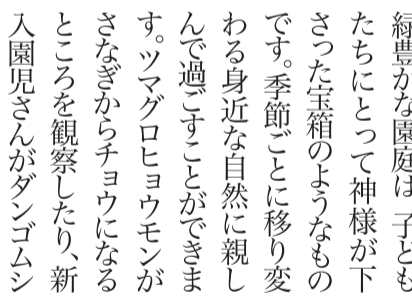 緑豊かな園庭は 子ども
たちにとって神様が下
さった宝箱のようなもの
です。季節ごとに移り変
わる身近な自然に親し
んで過ごすことができま
す。ツマグロヒョウモンが
さなぎからチョウになる
ところを観察したり、新
入園児さんがダンゴムシ